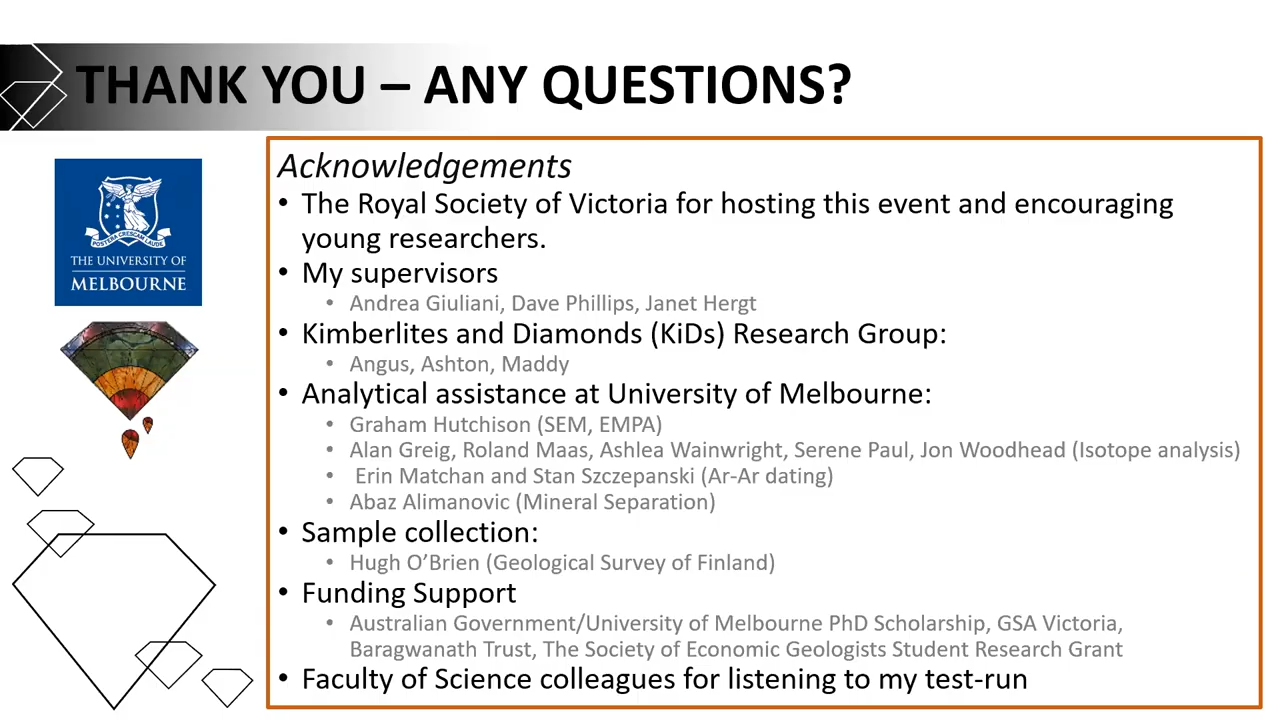 THANK YOU – ANY QUESTIONS?
POSTERA CRESCAM LAUDE
THE UNIVERSITY OF
MELBOURNE
Acknowledgements
• The Royal Society of Victoria for hosting this event and encouraging
young researchers.
• My supervisors
• Andrea Giuliani, Dave Phillips, Janet Hergt
• Kimberlites and Diamonds (KiDs) Research Group:
• Angus, Ashton, Maddy
• Analytical assistance at University of Melbourne:
• Graham Hutchison (SEM, EMPA)
• Alan Greig, Roland Maas, Ashlea Wainwright, Serene Paul, Jon Woodhead (Isotope analysis)
• Erin Matchan and Stan Szczepanski (Ar-Ar dating)
• Abaz Alimanovic (Mineral Separation)
• Sample collection:
• Hugh O’Brien (Geological Survey of Finland)
• Funding Support
• Australian Government/University of Melbourne PhD Scholarship, GSA Victoria,
Baragwanath Trust, The Society of Economic Geologists Student Research Grant
• Faculty of Science colleagues for listening to my test-run